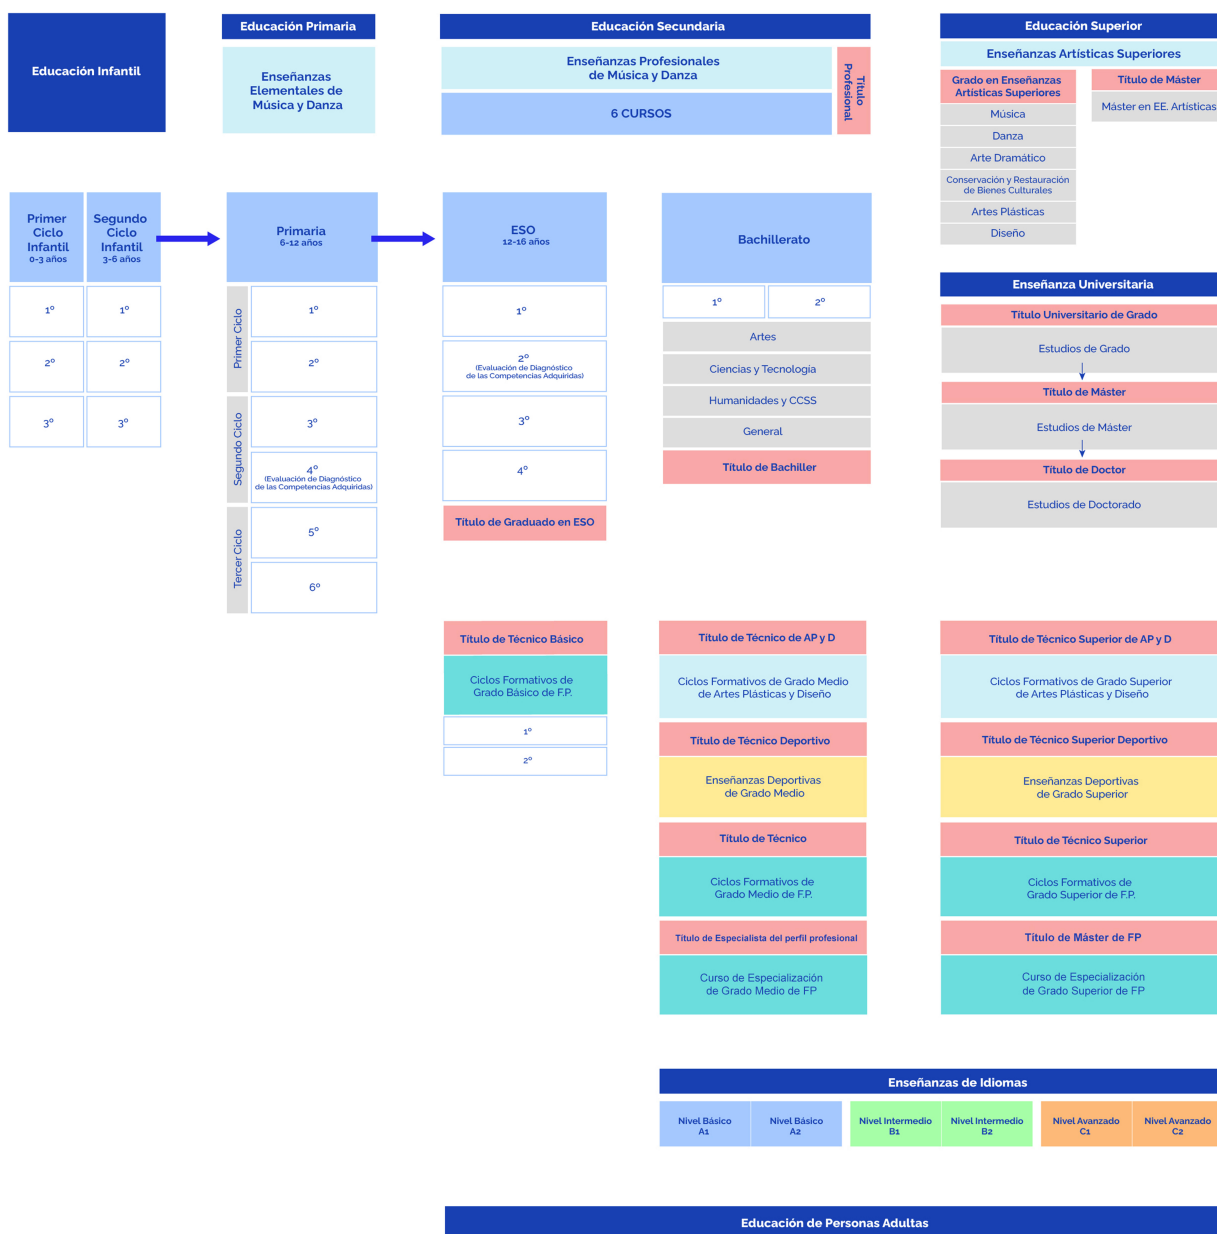 Educación Infantil
Educación Primaria
Enseñanzas
Elementales de
Música y Danza
Educación Secundaria
Enseñanzas Profesionales
de Música y Danza
6 CURSOS
Título
Profesional
Educación Superior
Enseñanzas Artísticas Superiores
Grado en Enseñanzas
Artísticas Superiores
Música
Danza
Arte Dramático
Conservación y Restauración
de Bienes Culturales
Artes Plásticas
Diseño
Título de Máster
Máster en EE. Artísticas
Primer
Ciclo
Infantil
0-3 años
1º
2º
3º
Segundo
Ciclo
Infantil
3-6 años
1º
2º
3º
Primaria
6-12 años
Primer Ciclo
1º
2º
Segundo Ciclo
3º
4º
(Evaluación de Diagnóstico
de las Competencias Adquiridas)
Tercer Ciclo
5º
6º
ESO
12-16 años
1º
2º
(Evaluación de Diagnóstico
de las Competencias Adquiridas)
3º
4º
Título de Graduado en ESO
Bachillerato
1º
2º
Artes
Ciencias y Tecnología
Humanidades y CCSS
General
Título de Bachiller
Enseñanza Universitaria
Título Universitario de Grado
Estudios de Grado
Título de Máster
Estudios de Máster
Título de Doctor
Estudios de Doctorado
Título de Técnico Básico
Ciclos Formativos de
Grado Básico de F.P.
1º
2º
Título de Técnico de AP y D
Ciclos Formativos de Grado Medio
de Artes Plásticas y Diseño
Título de Técnico Deportivo
Enseñanzas Deportivas
de Grado Medio
Título de Técnico
Ciclos Formativos de
Grado Medio de F.P.
Título de Especialista del perfil profesional
Curso de Especialización
de Grado Medio de FP
Título de Técnico Superior de AP y D
Ciclos Formativos de Grado Superior
de Artes Plásticas y Diseño
Título de Técnico Superior Deportivo
Enseñanzas Deportivas
de Grado Superior
Título de Técnico Superior
Ciclos Formativos de
Grado Superior de F.P.
Título de Máster de FP
Curso de Especialización
de Grado Superior de FP
Enseñanzas de Idiomas
Nivel Básico
A1
Nivel Básico
A2
Nivel Intermedio
B1
Nivel Intermedio
B2
Nivel Avanzado
C1
Nivel Avanzado
C2
Educación de Personas Adultas